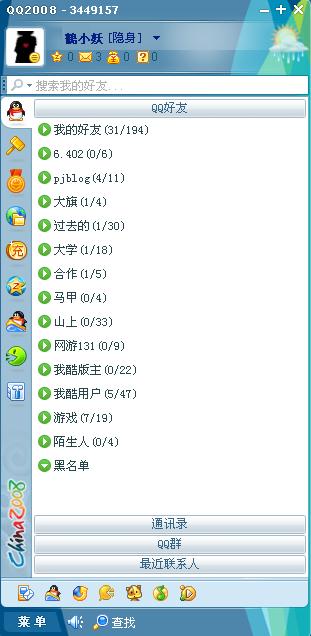 QQ2008 - 3449157
詭小妖 [隐身]
0 3 0 0
搜索我的好友...
QQ好友
我的好友(31/194)
6.402(0/6)
pjblog(4/11)
大旗(1/4)
过去的(1/30)
大学(1/18)
合作(1/5)
马甲(0/4)
山上(0/33)
网游131(0/9)
我酷版主(0/22)
我酷用户(5/47)
游戏(7/19)
陌生人(0/4)
黑名单
充
China2008
通讯录
QQ群
最近联系人
菜单 查找